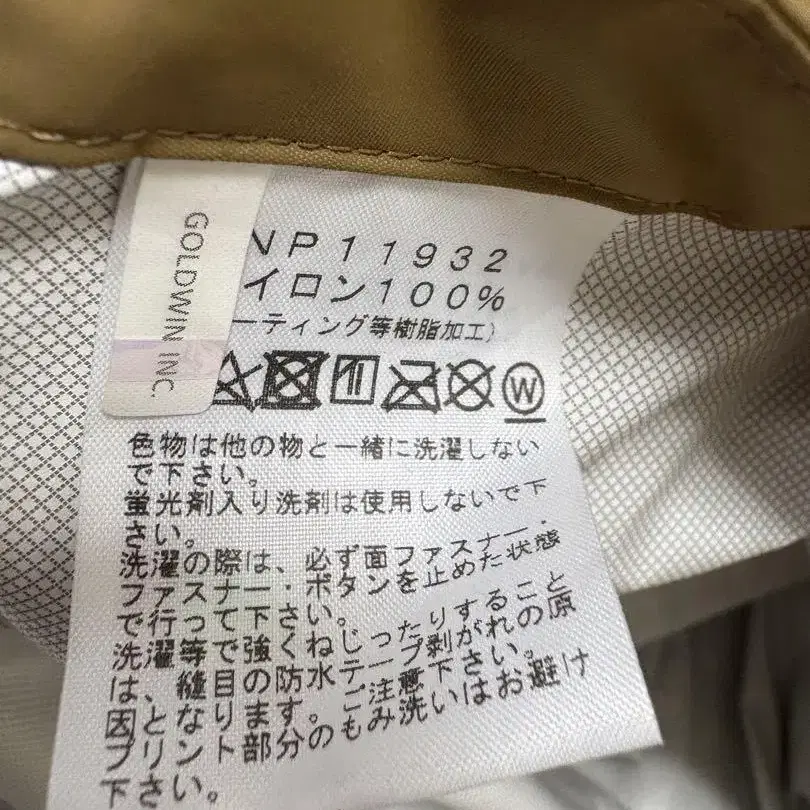 GOLDWIN INC.
NP11932
イロン100%
ーティング等樹脂加工)
W
色物は他の物と一緒に洗濯しない
で下さい。
蛍光剤入り洗剤は使用しないで下
さい。
洗濯の際は、必ず面ファスナー・
ファスナー・ボタンを止めた状態
で行って下さい。
洗濯等で強くねじったりすること
は、縫目の防水テープ剥がれの原
因となります。ご注意下さい。
プリント部分のもみ洗いはお避け
下さい。